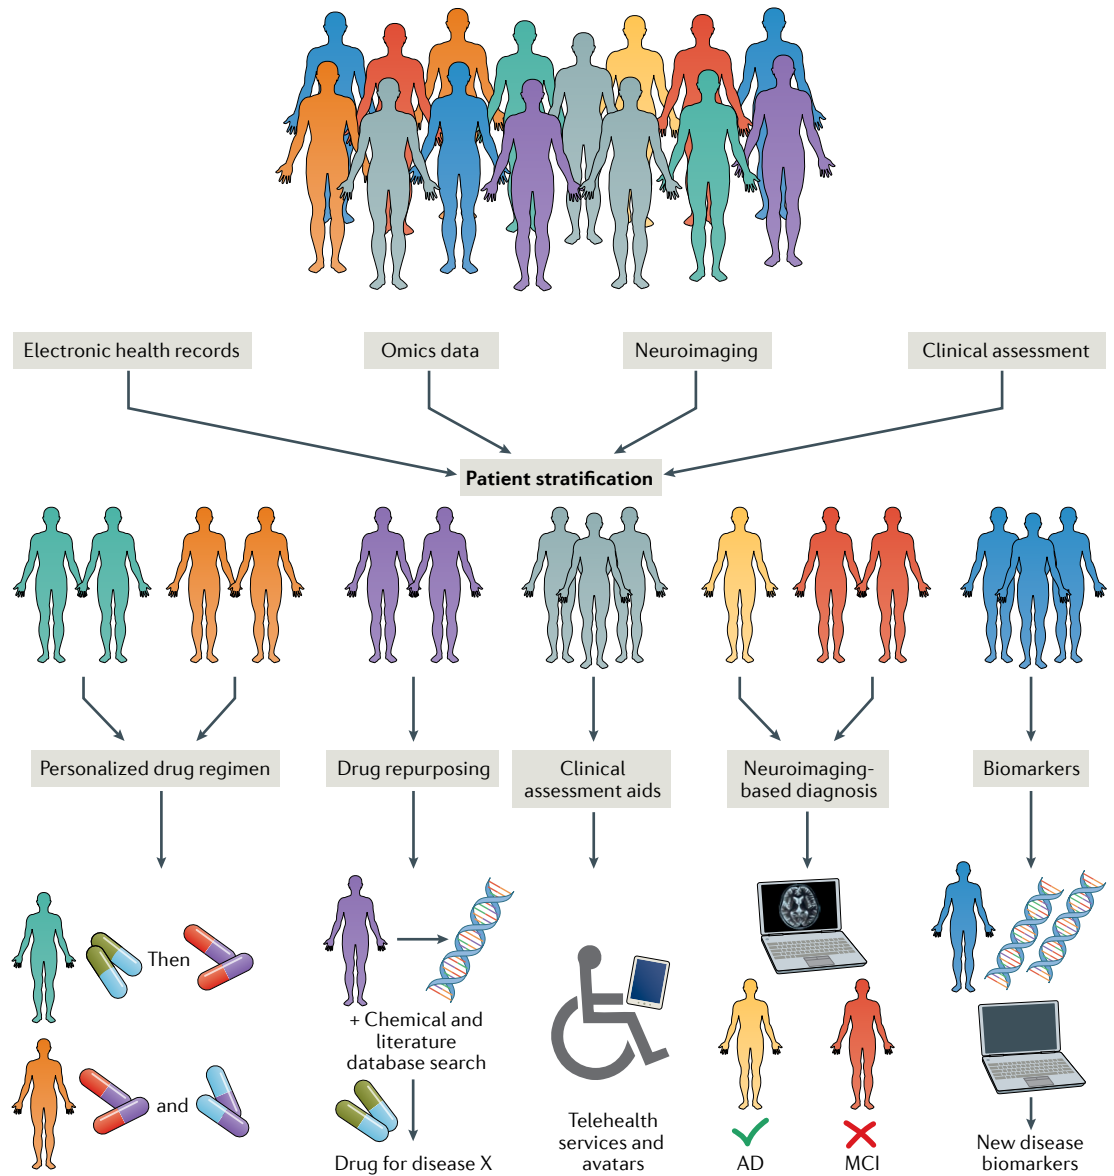 Electronic health records
Omics data
Neuroimaging
Clinical assessment
Patient stratification
Personalized drug regimen
Drug repurposing
Clinical
assessment aids
Neuroimaging-
based diagnosis
Biomarkers
Then
and
+ Chemical and
literature
database search
Drug for disease X
Telehealth
services and
avatars
AD
MCI
New disease
biomarkers